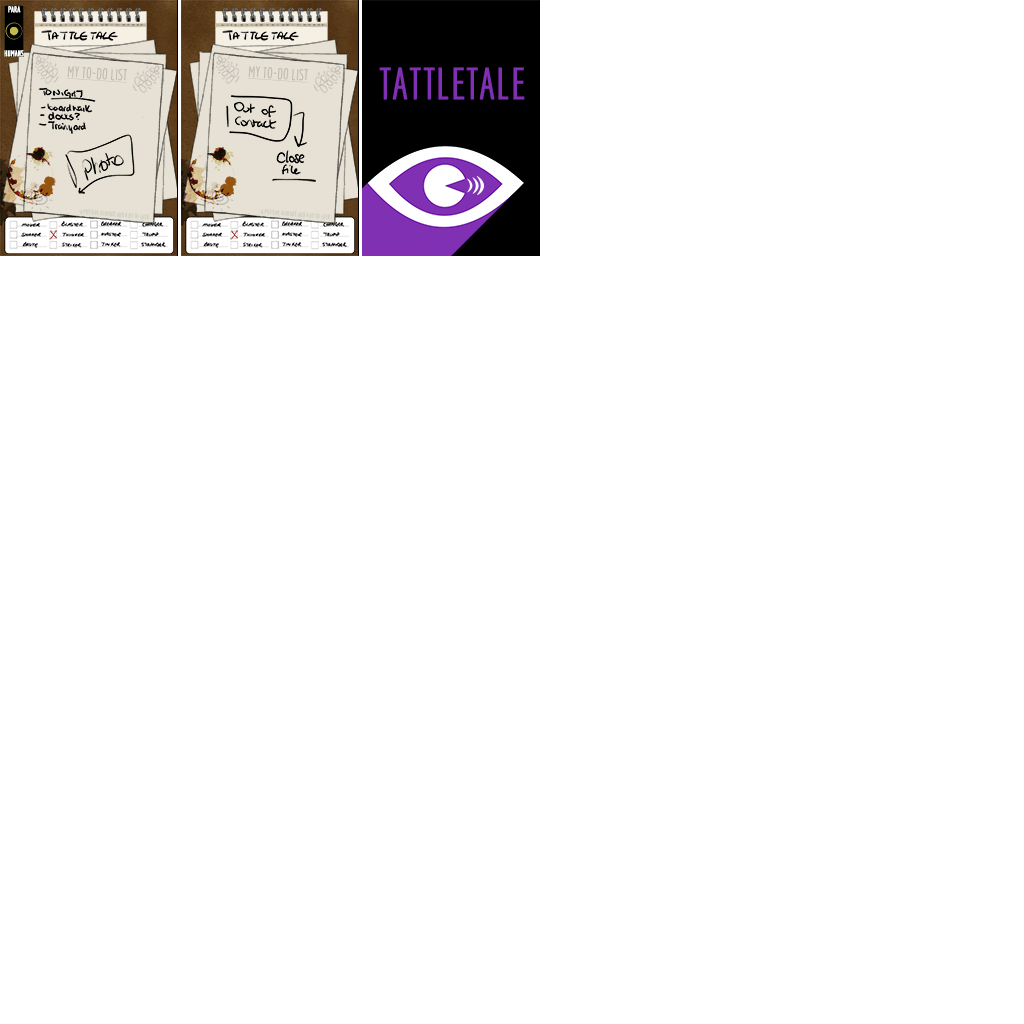 PARA
HUMANS
TATTLETALE
MY TO-DO LIST
TONIGHT
- boardwalk
- docks?
- Trainyard
photo
MOVER BLASTER BREAKER CHANGER
SHAKER X THINKER MASTER TRUMP
BRUTE STRIKER TINKER STRANGER
TATTLETALE
MY TO-DO LIST
Out of
Contact
Close
File
MOVER BLASTER BREAKER CHANGER
SHAKER X THINKER MASTER TRUMP
BRUTE STRIKER TINKER STRANGER
TATTLETALE